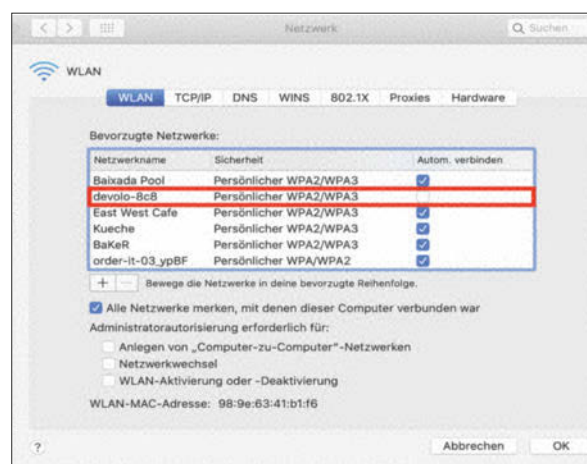 Netzwerk
Suchen
WLAN
WLAN TCP/IP DNS WINS 802.1X Proxies Hardware
Bevorzugte Netzwerke:
Netzwerkname Sicherheit Autom. verbinden
Baixada Pool Persönlicher WPA2/WPA3
devolo-8c8 Persönlicher WPA2/WPA3
East West Cafe Persönlicher WPA2/WPA3
Kueche Persönlicher WPA2/WPA3
BaKeR Persönlicher WPA2/WPA3
order-it-03_ypBF Persönlicher WPA/WPA2
+ − Bewege die Netzwerke in deine bevorzugte Reihenfolge.
Alle Netzwerke merken, mit denen dieser Computer verbunden war
Administratorautorisierung erforderlich für:
Anlegen von „Computer-zu-Computer“-Netzwerken
Netzwerkwechsel
WLAN-Aktivierung oder -Deaktivierung
WLAN-MAC-Adresse: 98:9e:63:41:b1:f6
? Abbrechen OK